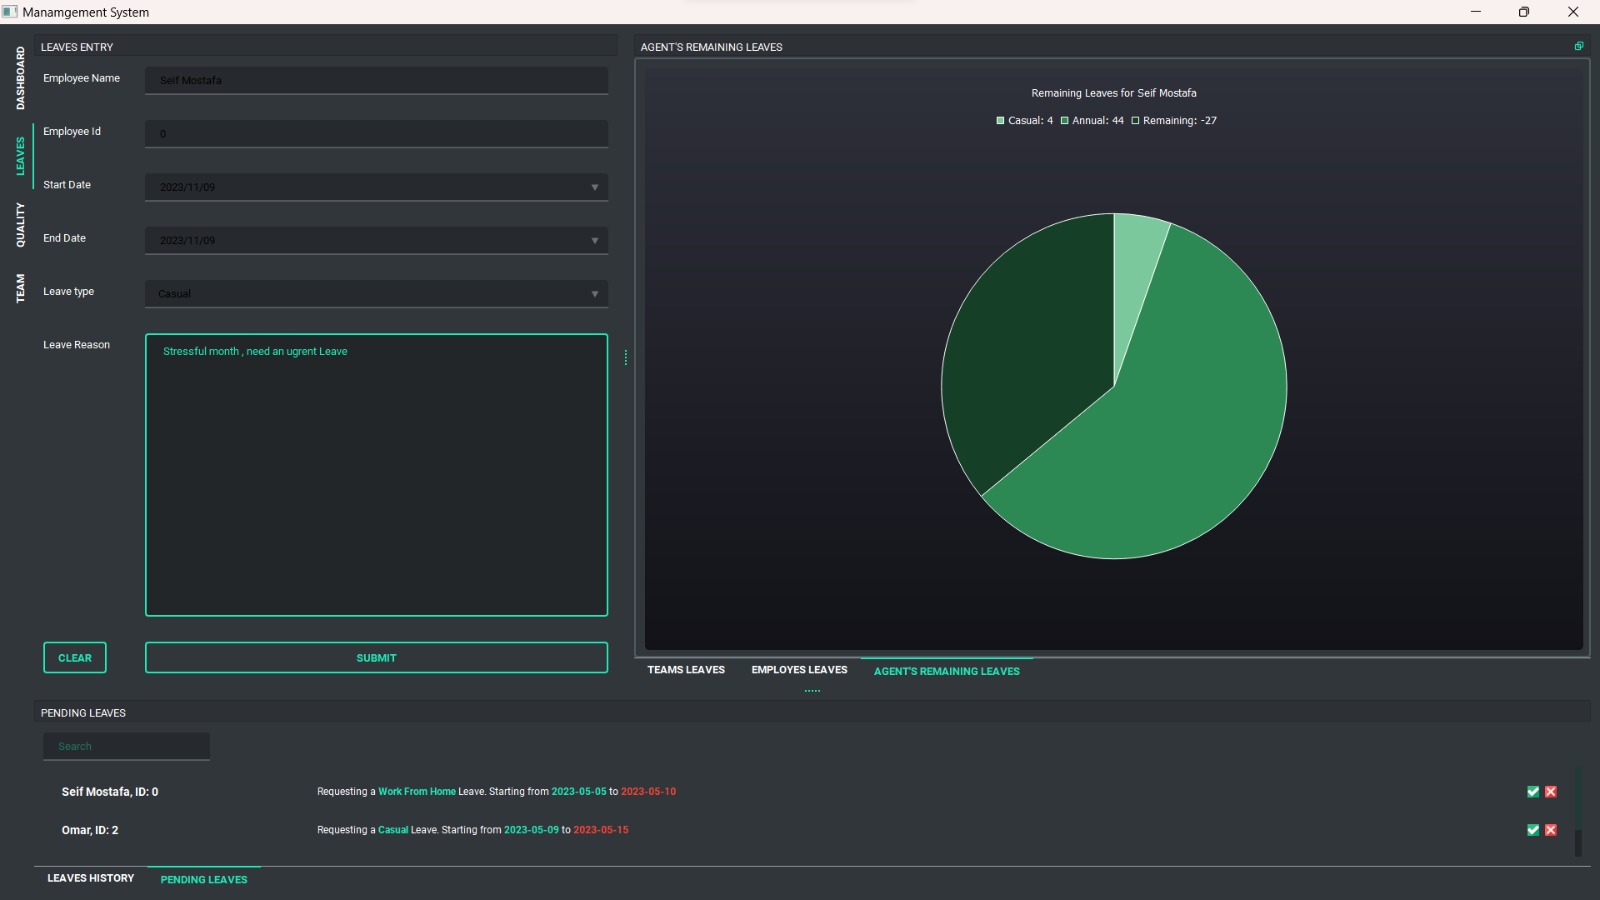 Manamgement System
DASHBOARD
LEAVES
QUALITY
TEAM
LEAVES ENTRY
Employee Name
Seif Mostafa
Employee Id
0
Start Date
2023/11/09
End Date
2023/11/09
Leave type
Casual
Leave Reason
Stressful month , need an ugrent Leave
CLEAR
SUBMIT
AGENT'S REMAINING LEAVES
Remaining Leaves for Seif Mostafa
Casual: 4 Annual: 44 Remaining: -27
TEAMS LEAVES EMPLOYES LEAVES AGENT'S REMAINING LEAVES
PENDING LEAVES
Search
Seif Mostafa, ID: 0 Requesting a Work From Home Leave. Starting from 2023-05-05 to 2023-05-10
Omar, ID: 2 Requesting a Casual Leave. Starting from 2023-05-09 to 2023-05-15
LEAVES HISTORY PENDING LEAVES